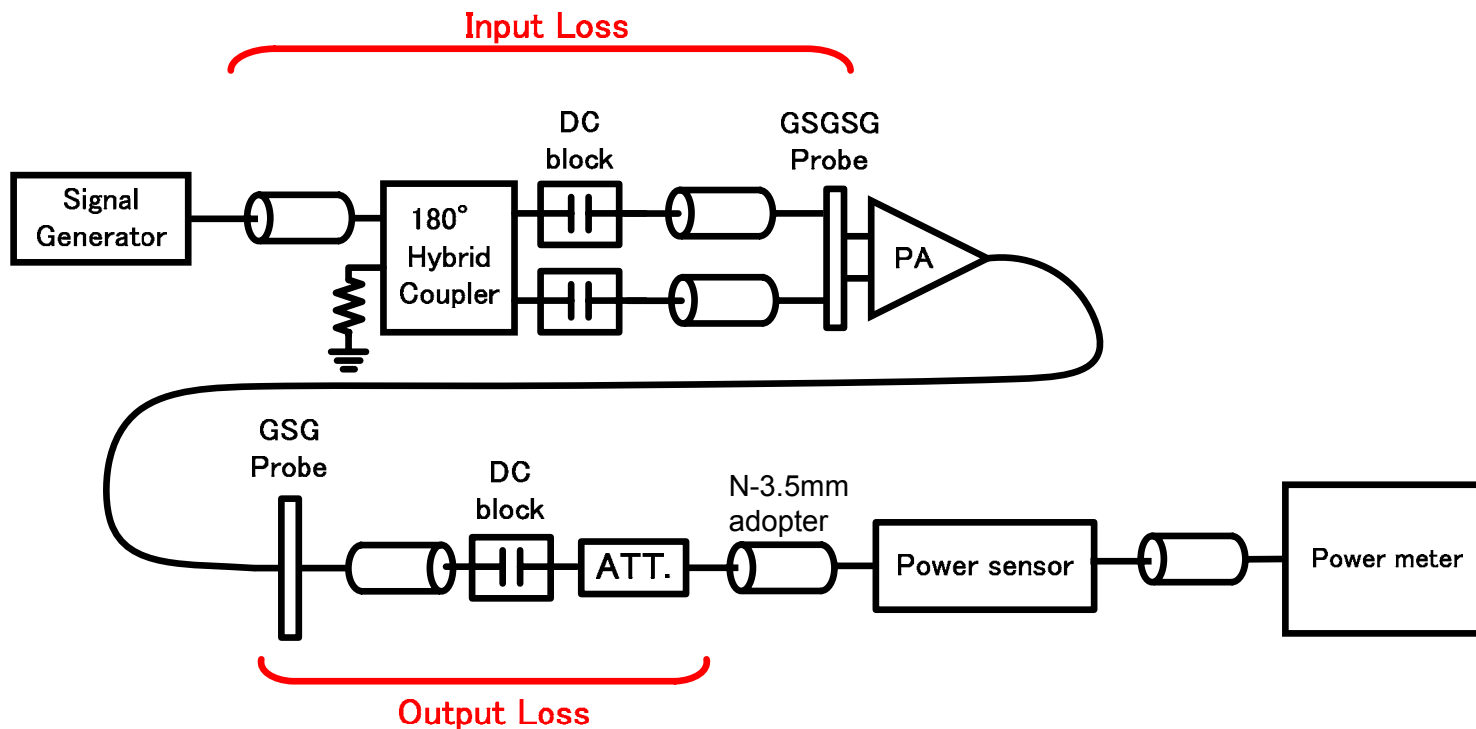 Input Loss
DC
block
GSGSG
Probe
Signal
Generator
180°
Hybrid
Coupler
PA
GSG
Probe
DC
block
N-3.5mm
adopter
ATT.
Power sensor
Power meter
Output Loss